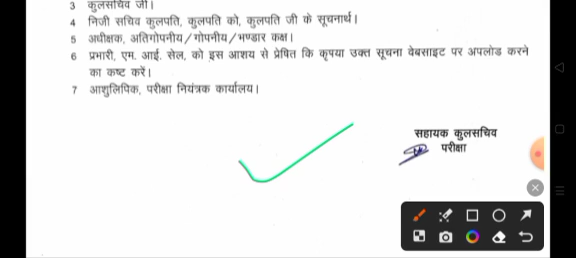 3 कुलसचिव जी।
4 निजी सचिव कुलपति, कुलपति को, कुलपति जी के सूचनार्थ।
5 अधीक्षक, अतिगोपनीय/गोपनीय/भण्डार कक्ष।
6 प्रभारी, एम. आई. सेल, को इस आशय से प्रेषित कि कृपया उक्त सूचना वेबसाइट पर अपलोड करने
का कष्ट करें।
7 आशुलिपिक, परीक्षा नियंत्रक कार्यालय।
सहायक कुलसचिव
परीक्षा